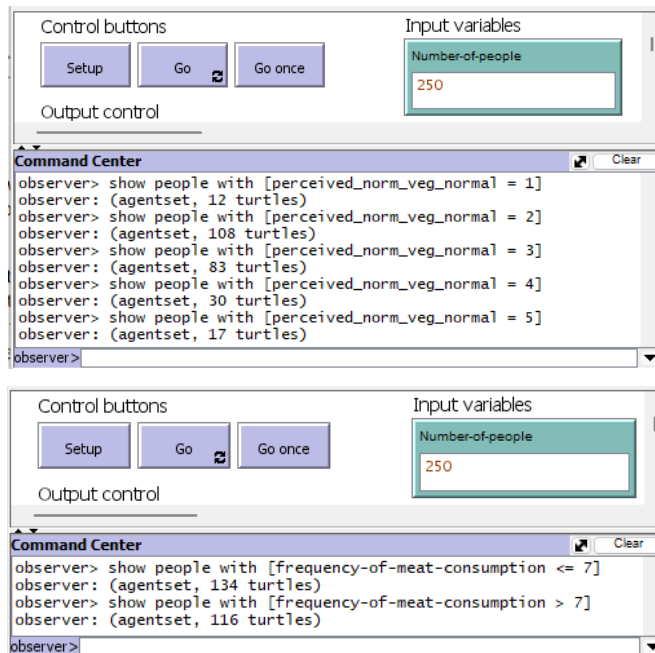 Control buttons
Input variables
Setup
Go
Go once
Number-of-people
250
Output control
Command Center
Clear
observer> show people with [perceived_norm_veg_normal = 1]
observer: (agentset, 12 turtles)
observer> show people with [perceived_norm_veg_normal = 2]
observer: (agentset, 108 turtles)
observer> show people with [perceived_norm_veg_normal = 3]
observer: (agentset, 83 turtles)
observer> show people with [perceived_norm_veg_normal = 4]
observer: (agentset, 30 turtles)
observer> show people with [perceived_norm_veg_normal = 5]
observer: (agentset, 17 turtles)
observer>
Control buttons
Input variables
Setup
Go
Go once
Number-of-people
250
Output control
Command Center
Clear
observer> show people with [frequency-of-meat-consumption <= 7]
observer: (agentset, 134 turtles)
observer> show people with [frequency-of-meat-consumption > 7]
observer: (agentset, 116 turtles)
observer>